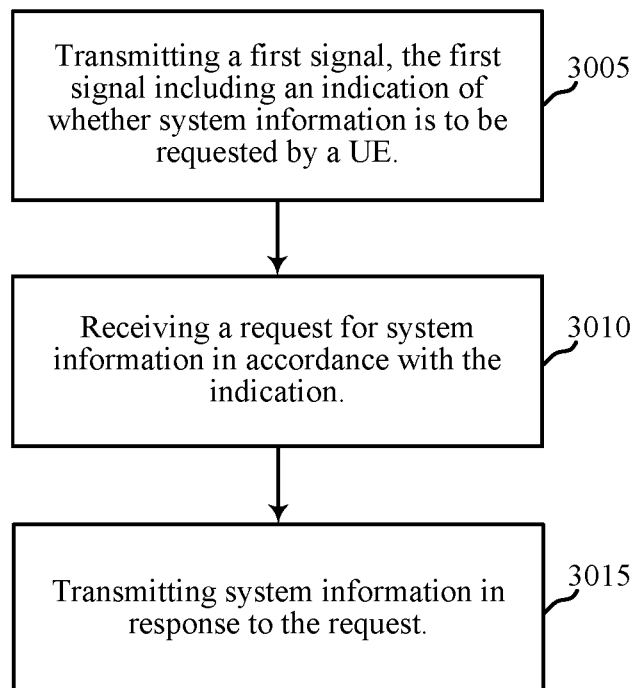 Transmitting a first signal, the first
signal including an indication of
whether system information is to be
requested by a UE.
3005
Receiving a request for system
information in accordance with the
indication.
3010
Transmitting system information in
response to the request.
3015